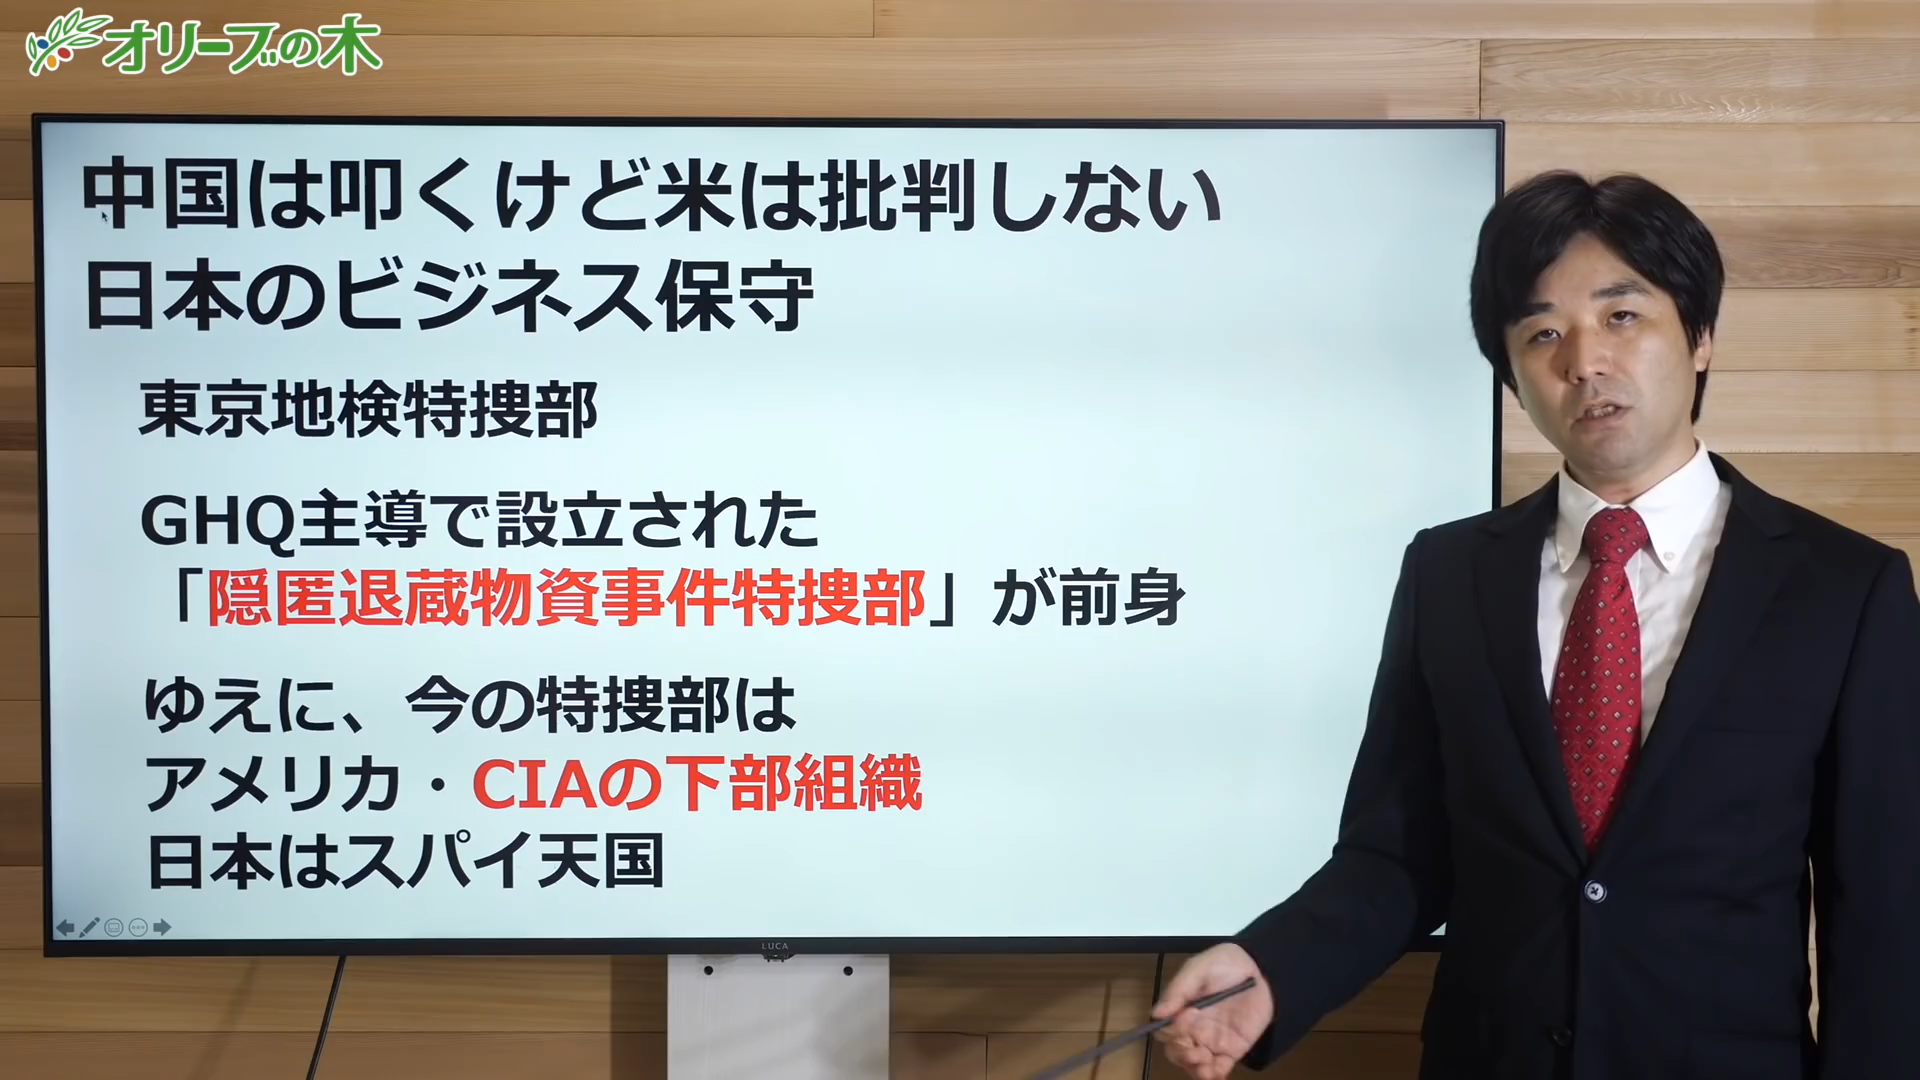 オリーブの木
中国は叩くけど米は批判しない
日本のビジネス保守
東京地検特捜部
GHQ主導で設立された
「隠匿退蔵物資事件特捜部」が前身
ゆえに、今の特捜部は
アメリカ・CIAの下部組織
日本はスパイ天国
LUCA